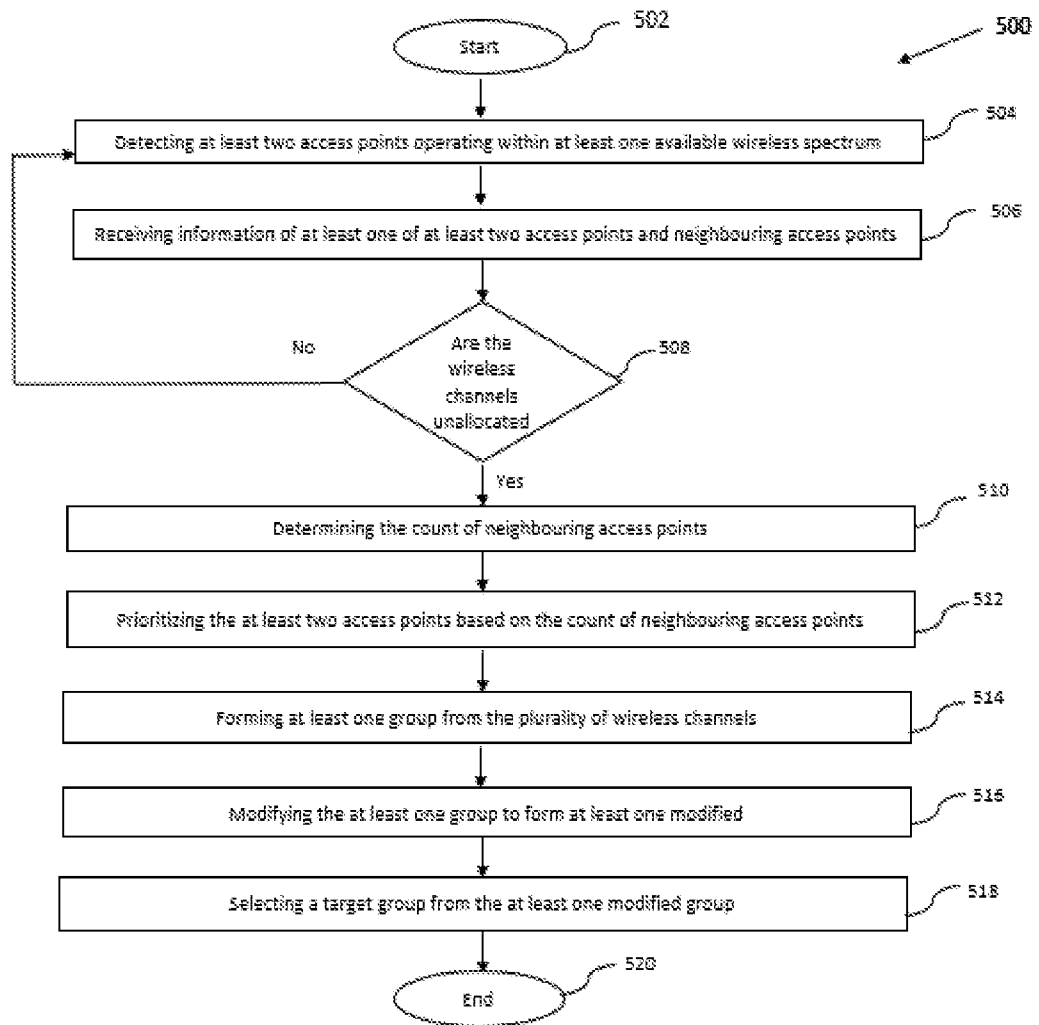 502
Start
500
504
Detecting at least two access points operating within at least one available wireless spectrum
506
Receiving information of at least one of at least two access points and neighbouring access points
No
Are the
wireless
channels
unallocated
508
Yes
510
Determining the count of neighbouring access points
512
Prioritizing the at least two access points based on the count of neighbouring access points
514
Forming at least one group from the plurality of wireless channels
516
Modifying the at least one group to form at least one modified
518
Selecting a target group from the at least one modified group
520
End